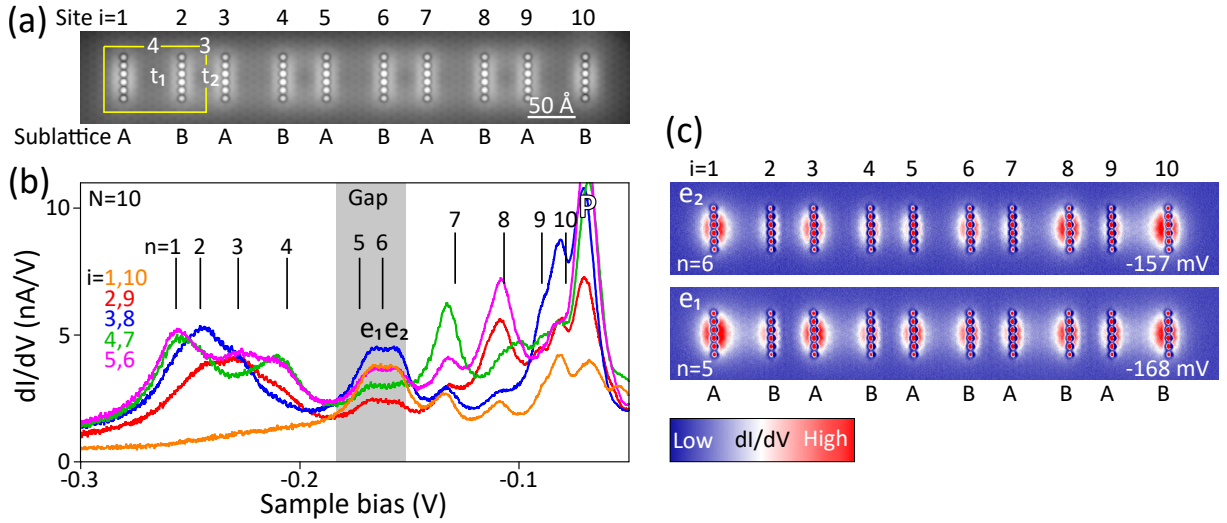 (a)
Site i=1 2 3 4 5 6 7 8 9 10
4 3
t₁ t₂
50 Å
Sublattice A B A B A B A B A B
(b)
N=10
Gap
n=1 2 3 4 5 6 7 8 9 10
P
i=1,10
2,9
3,8
4,7
5,6
e₁ e₂
10
5
0
dI/dV (nA/V)
-0.3 -0.2 -0.1
Sample bias (V)
(c)
i=1 2 3 4 5 6 7 8 9 10
e₂
n=6 -157 mV
e₁
n=5 -168 mV
A B A B A B A B A B
Low dI/dV High